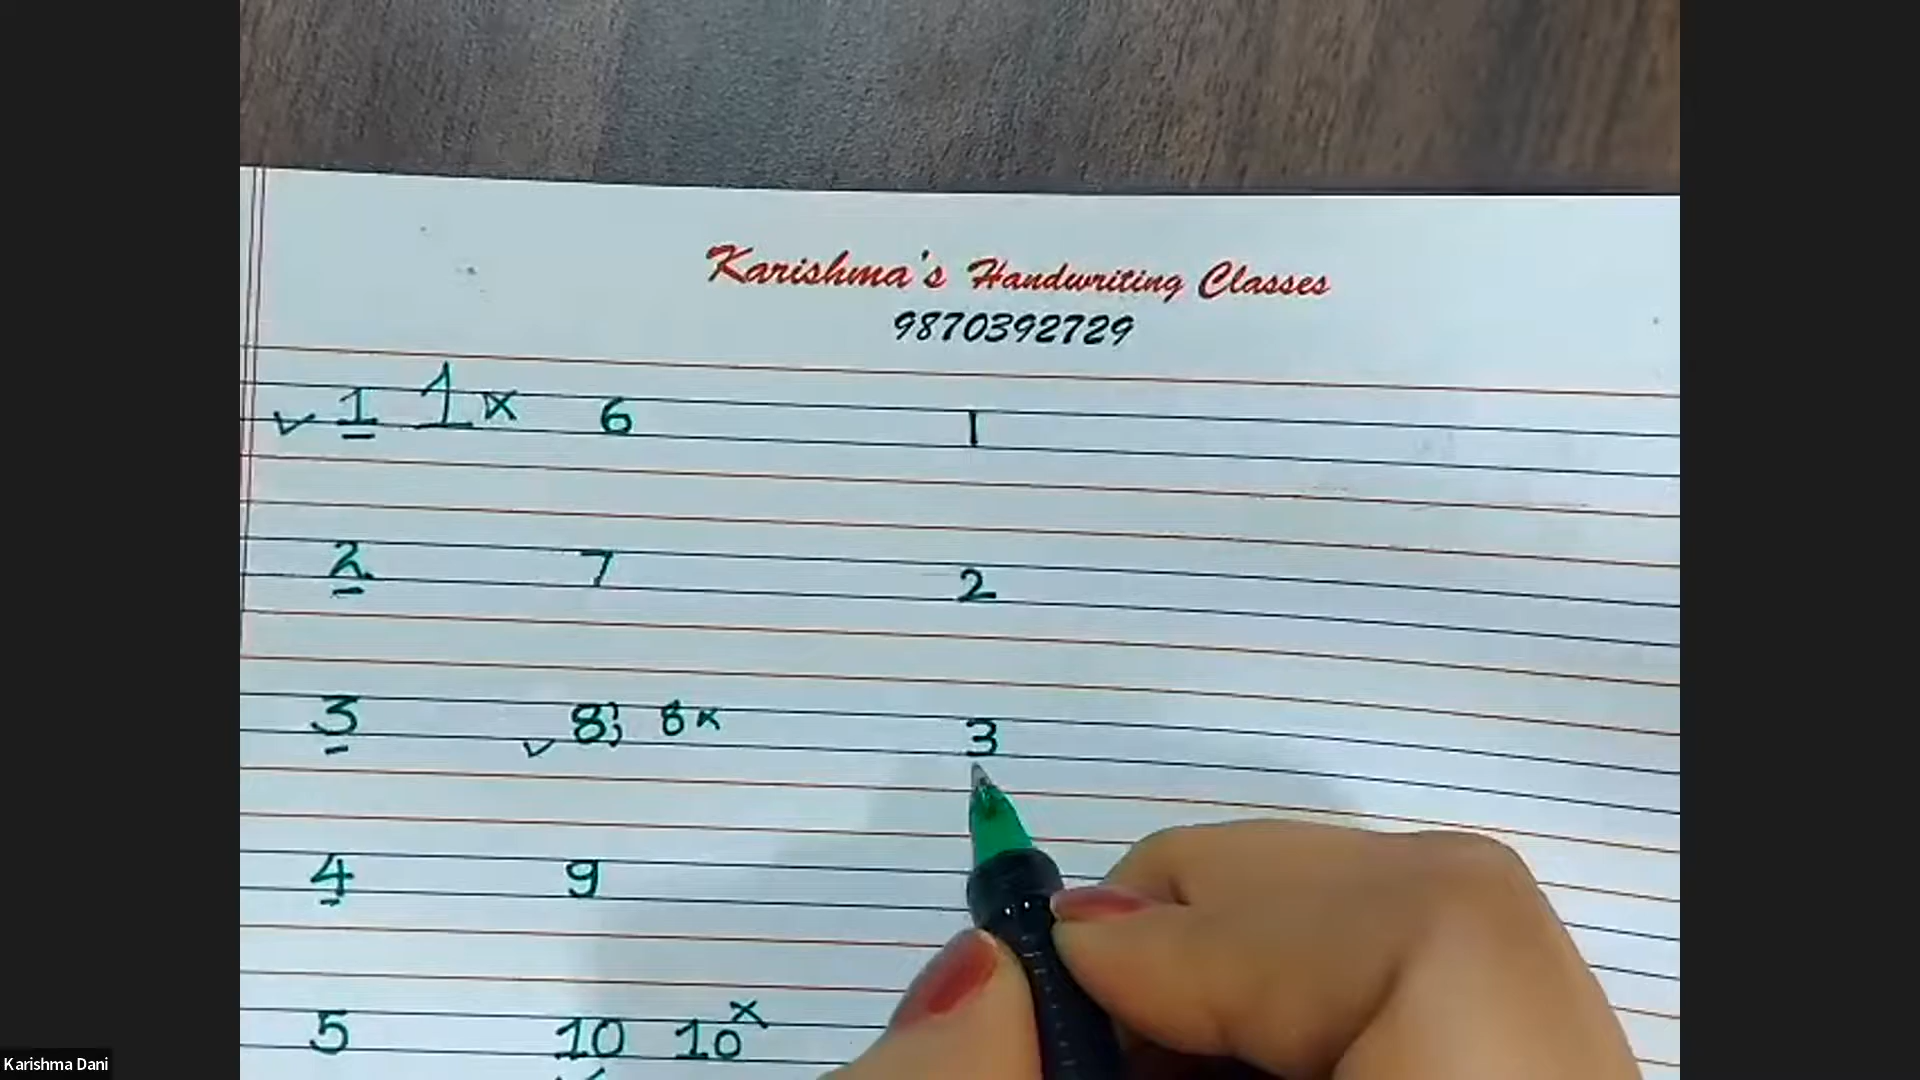 Karishma's Handwriting Classes
9870392729
✓ 1 1 x 6 1
2 7 2
3 ✓ 8; 8 x 3
4 9
5 10 10 x
✓
Karishma Dani